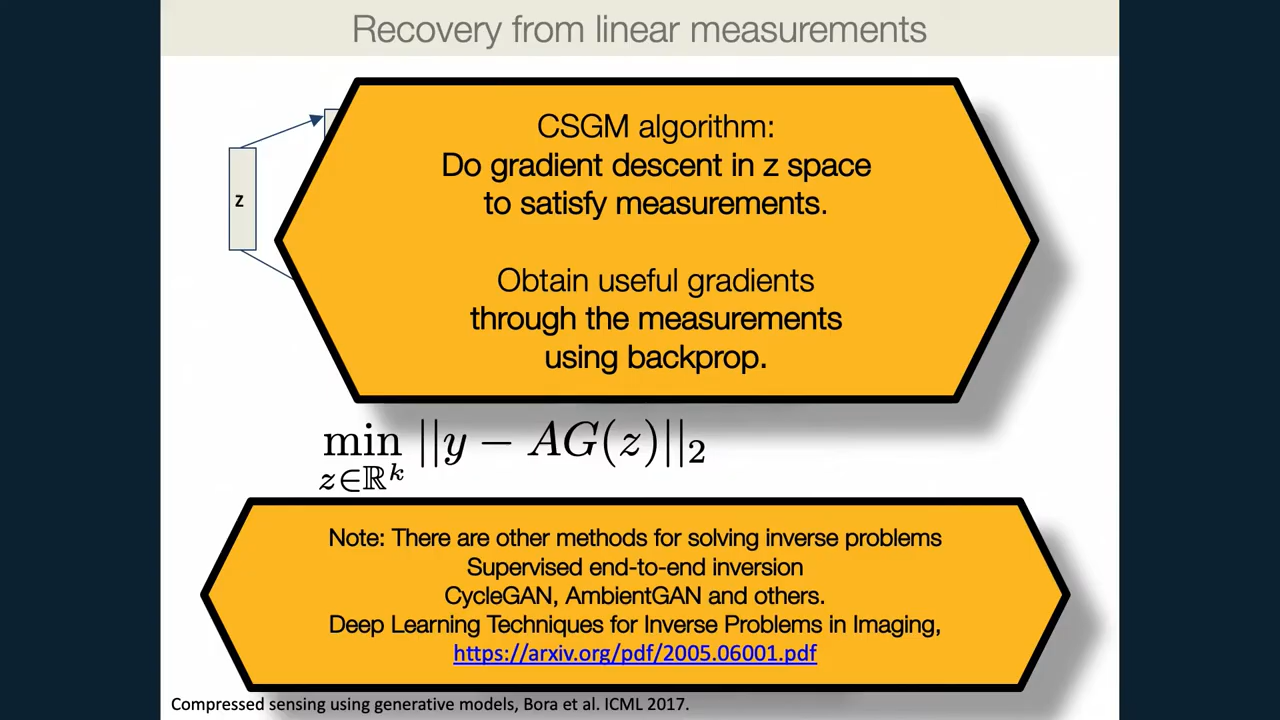 Recovery from linear measurements
z
CSGM algorithm:
Do gradient descent in z space
to satisfy measurements.
Obtain useful gradients
through the measurements
using backprop.
min_{z∈ℝ^k} ||y − AG(z)||_2
Note: There are other methods for solving inverse problems
Supervised end-to-end inversion
CycleGAN, AmbientGAN and others.
Deep Learning Techniques for Inverse Problems in Imaging,
https://arxiv.org/pdf/2005.06001.pdf
Compressed sensing using generative models, Bora et al. ICML 2017.